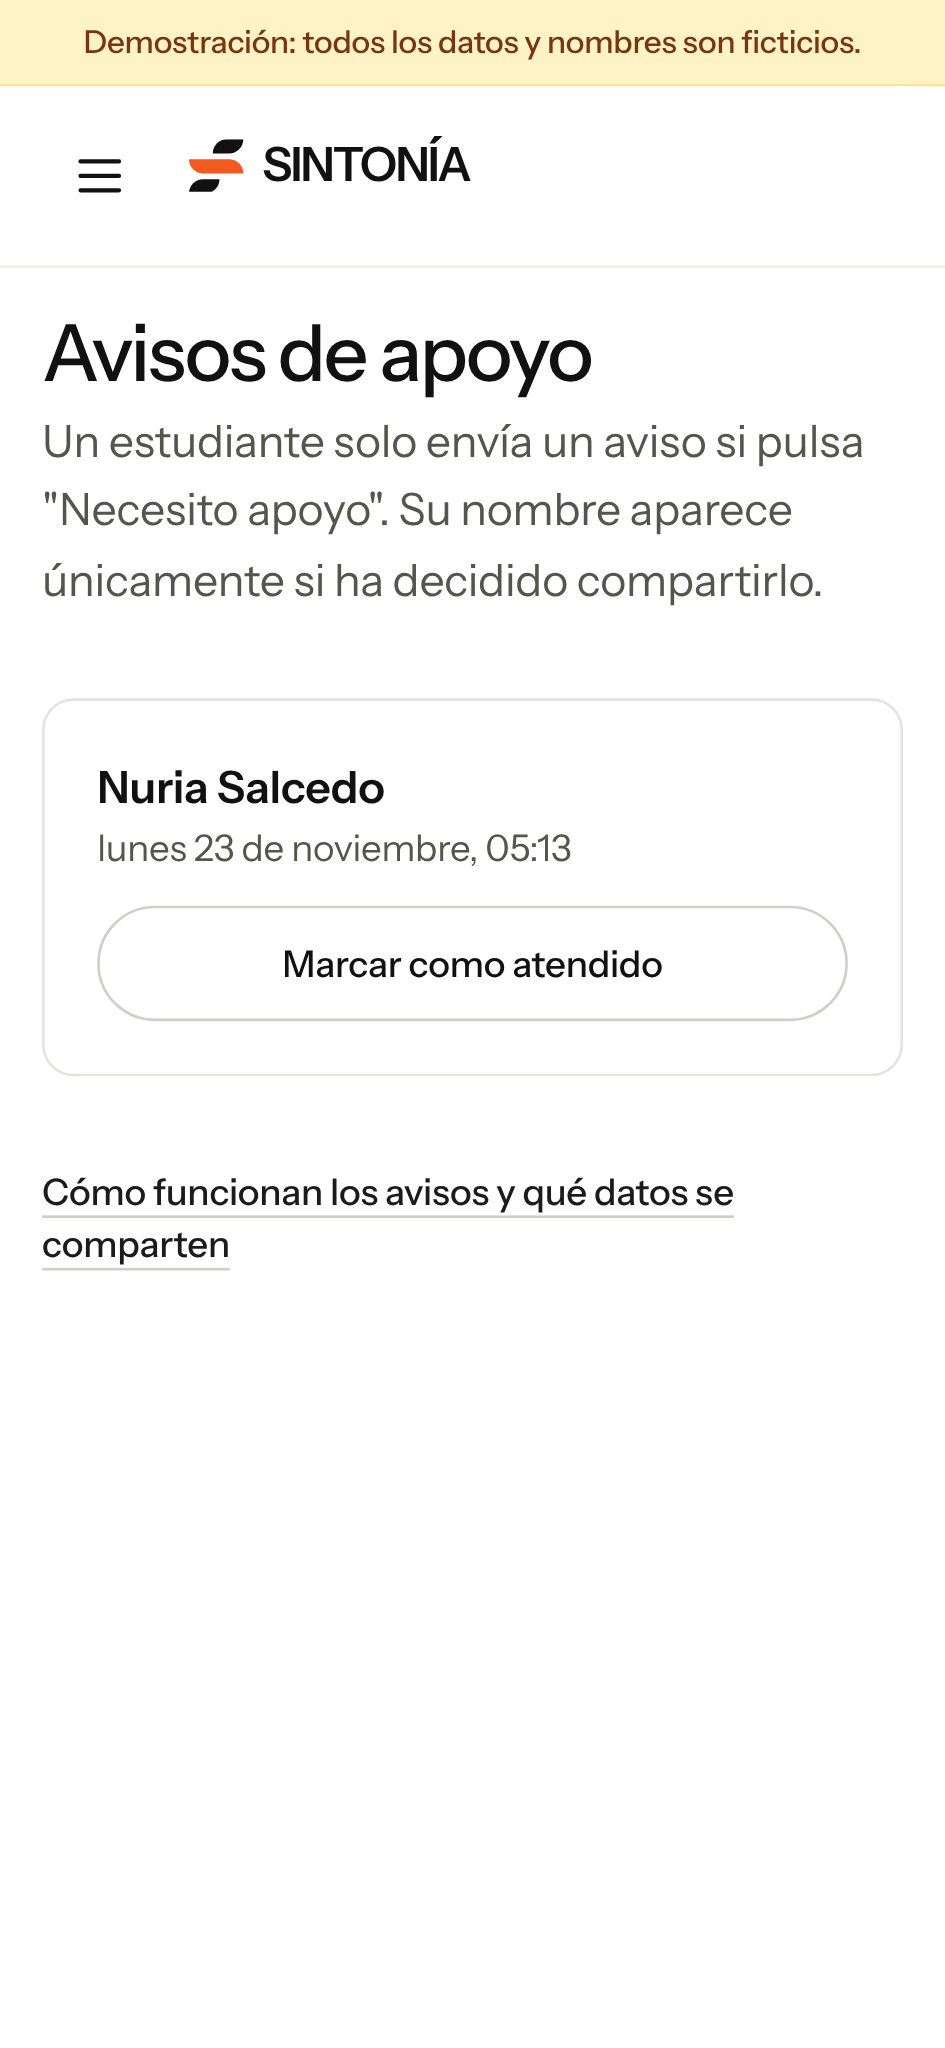 Demostración: todos los datos y nombres son ficticios.
SINTONÍA
Avisos de apoyo
Un estudiante solo envía un aviso si pulsa
"Necesito apoyo". Su nombre aparece
únicamente si ha decidido compartirlo.
Nuria Salcedo
lunes 23 de noviembre, 05:13
Marcar como atendido
Cómo funcionan los avisos y qué datos se
comparten